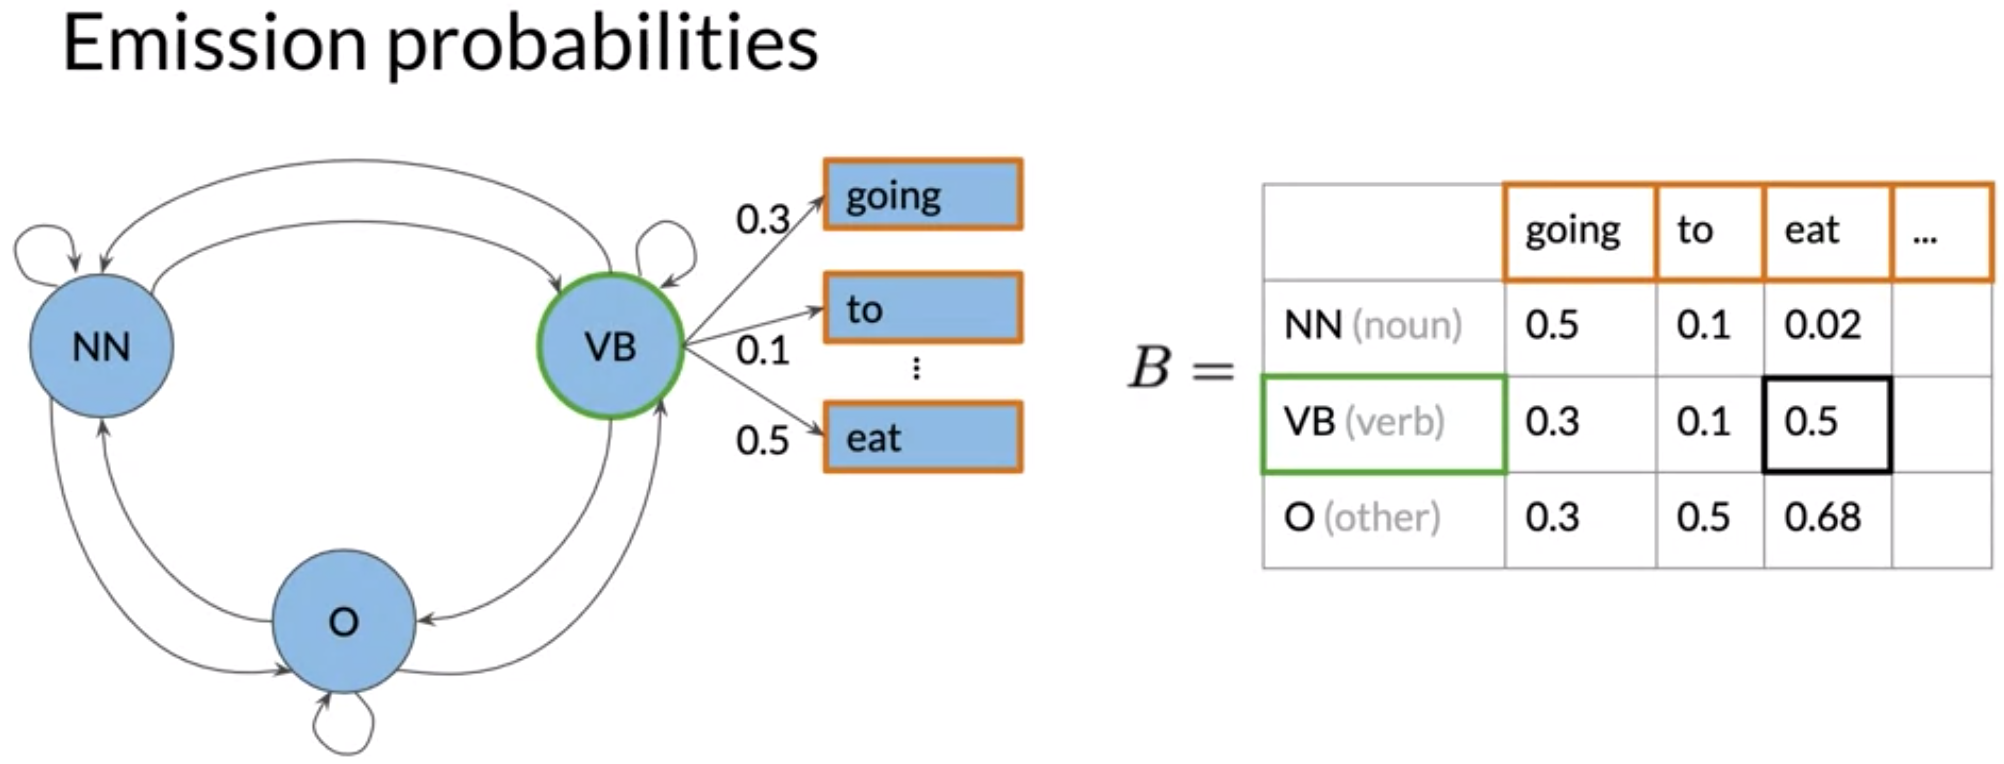 Emission probabilities
NN
VB
O
0.3
0.1
0.5
going
to
⋮
eat
B =
going to eat ...
NN (noun) 0.5 0.1 0.02
VB (verb) 0.3 0.1 0.5
O (other) 0.3 0.5 0.68